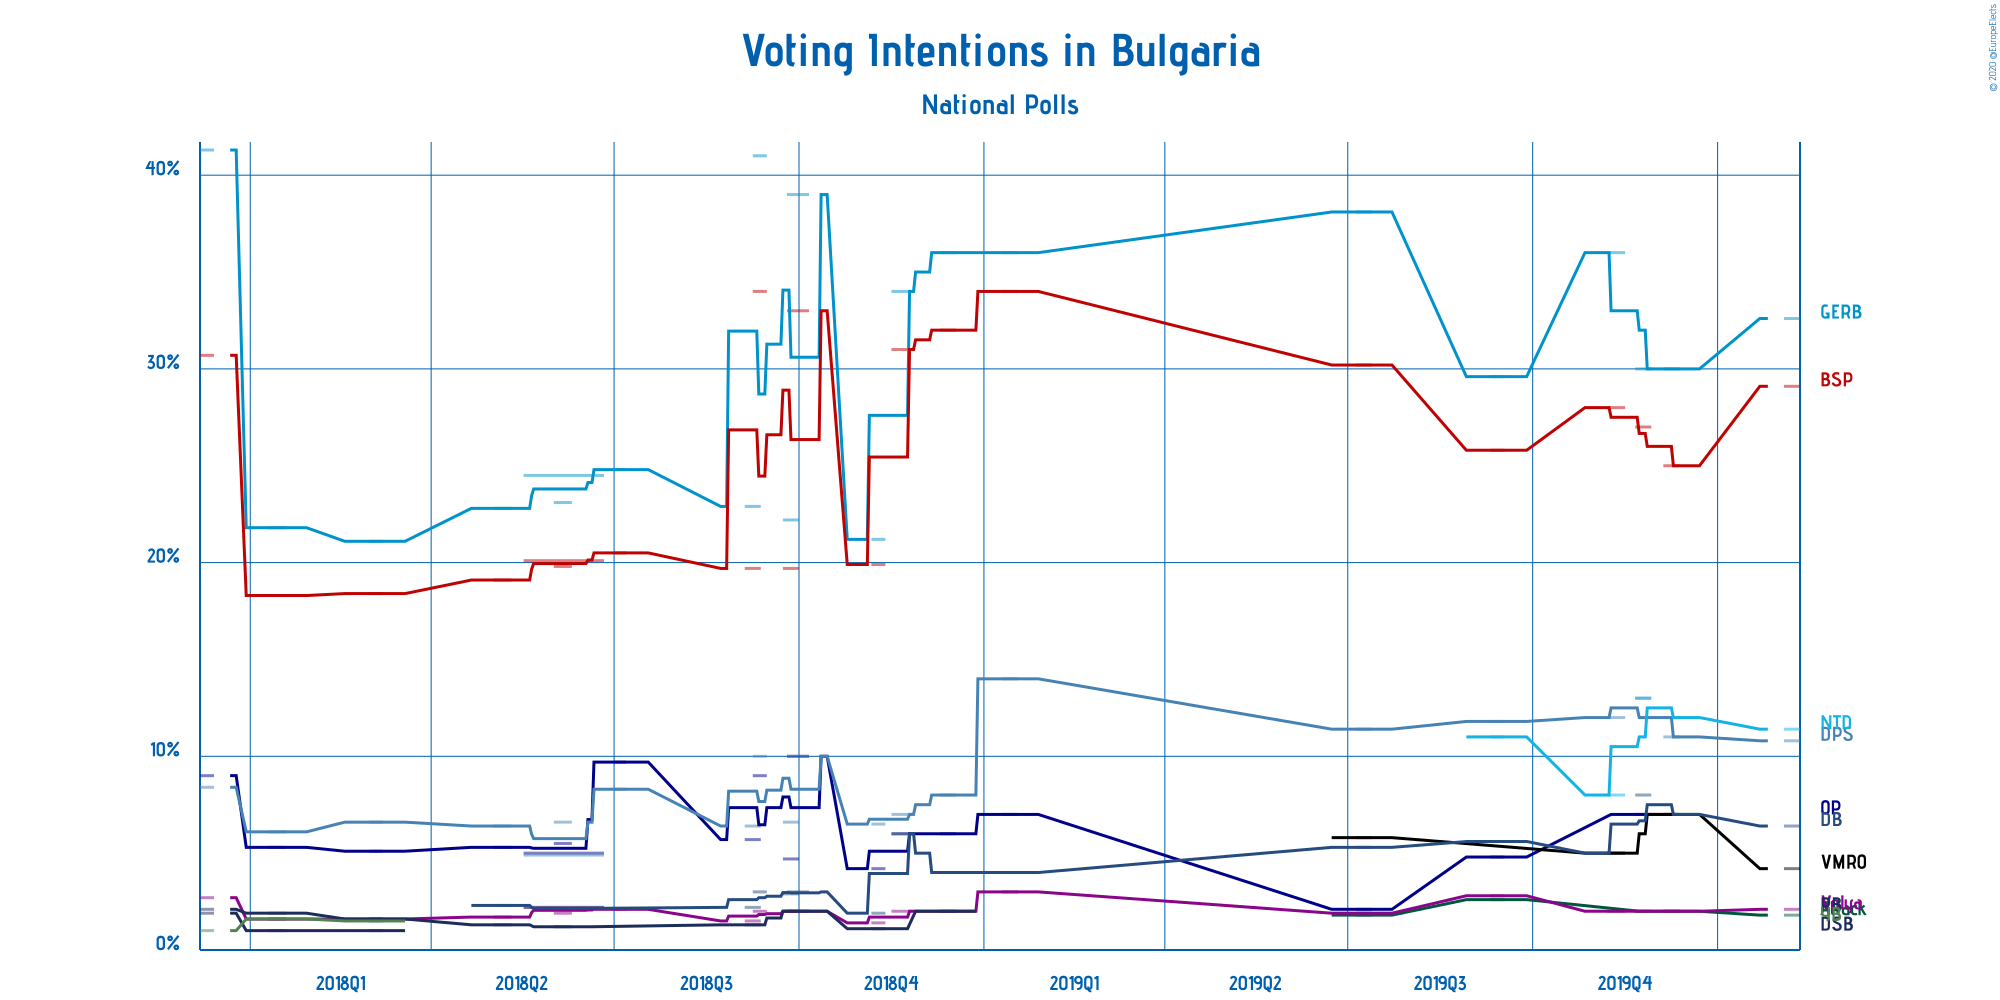 Voting Intentions in Bulgaria
National Polls
© 2020 @EuropeElects
40%
30%
20%
10%
0%
GERB
BSP
NTD
DPS
OP
DB
VMRO
Volya
DSB
2018Q1 2018Q2 2018Q3 2018Q4 2019Q1 2019Q2 2019Q3 2019Q4